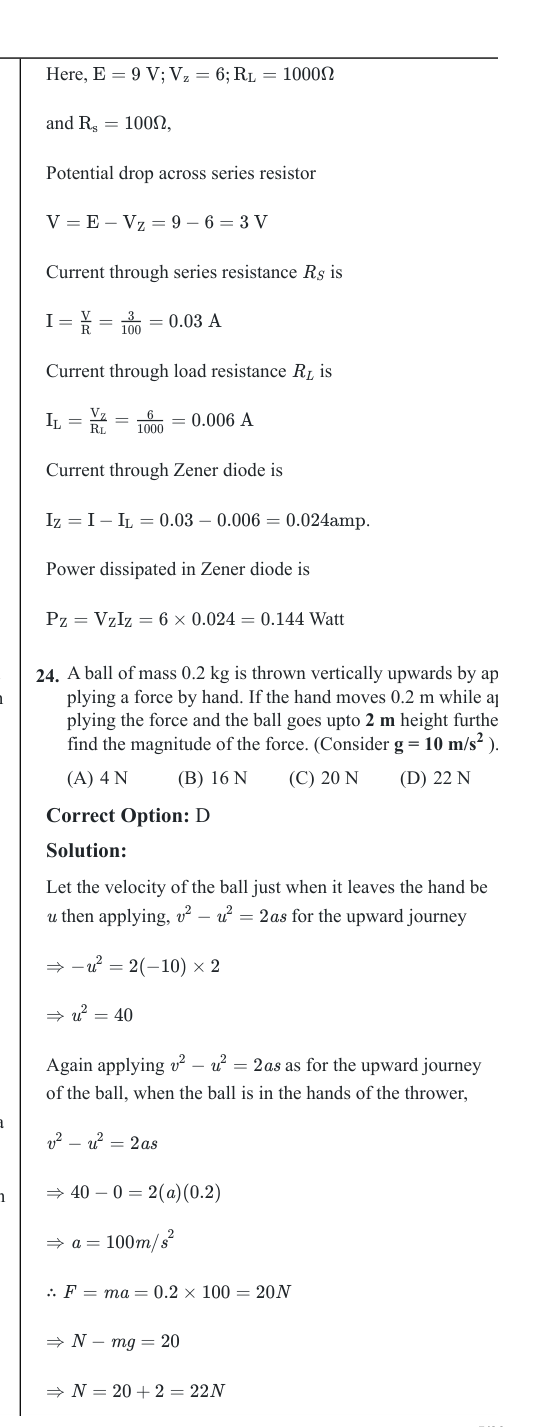 Here, E = 9 V; V_z = 6; R_L = 1000Ω
and R_s = 100Ω,
Potential drop across series resistor
V = E − V_Z = 9 − 6 = 3 V
Current through series resistance R_S is
I = V/R = 3/100 = 0.03 A
Current through load resistance R_L is
I_L = V_Z/R_L = 6/1000 = 0.006 A
Current through Zener diode is
I_Z = I − I_L = 0.03 − 0.006 = 0.024amp.
Power dissipated in Zener diode is
P_Z = V_Z I_Z = 6 × 0.024 = 0.144 Watt
24. A ball of mass 0.2 kg is thrown vertically upwards by ap
plying a force by hand. If the hand moves 0.2 m while ap
plying the force and the ball goes upto 2 m height furthe
find the magnitude of the force. (Consider g = 10 m/s² ).
(A) 4 N (B) 16 N (C) 20 N (D) 22 N
Correct Option: D
Solution:
Let the velocity of the ball just when it leaves the hand be
u then applying, v² − u² = 2as for the upward journey
⇒ −u² = 2(−10) × 2
⇒ u² = 40
Again applying v² − u² = 2as as for the upward journey
of the ball, when the ball is in the hands of the thrower,
v² − u² = 2as
⇒ 40 − 0 = 2(a)(0.2)
⇒ a = 100m/s²
∴ F = ma = 0.2 × 100 = 20N
⇒ N − mg = 20
⇒ N = 20 + 2 = 22N